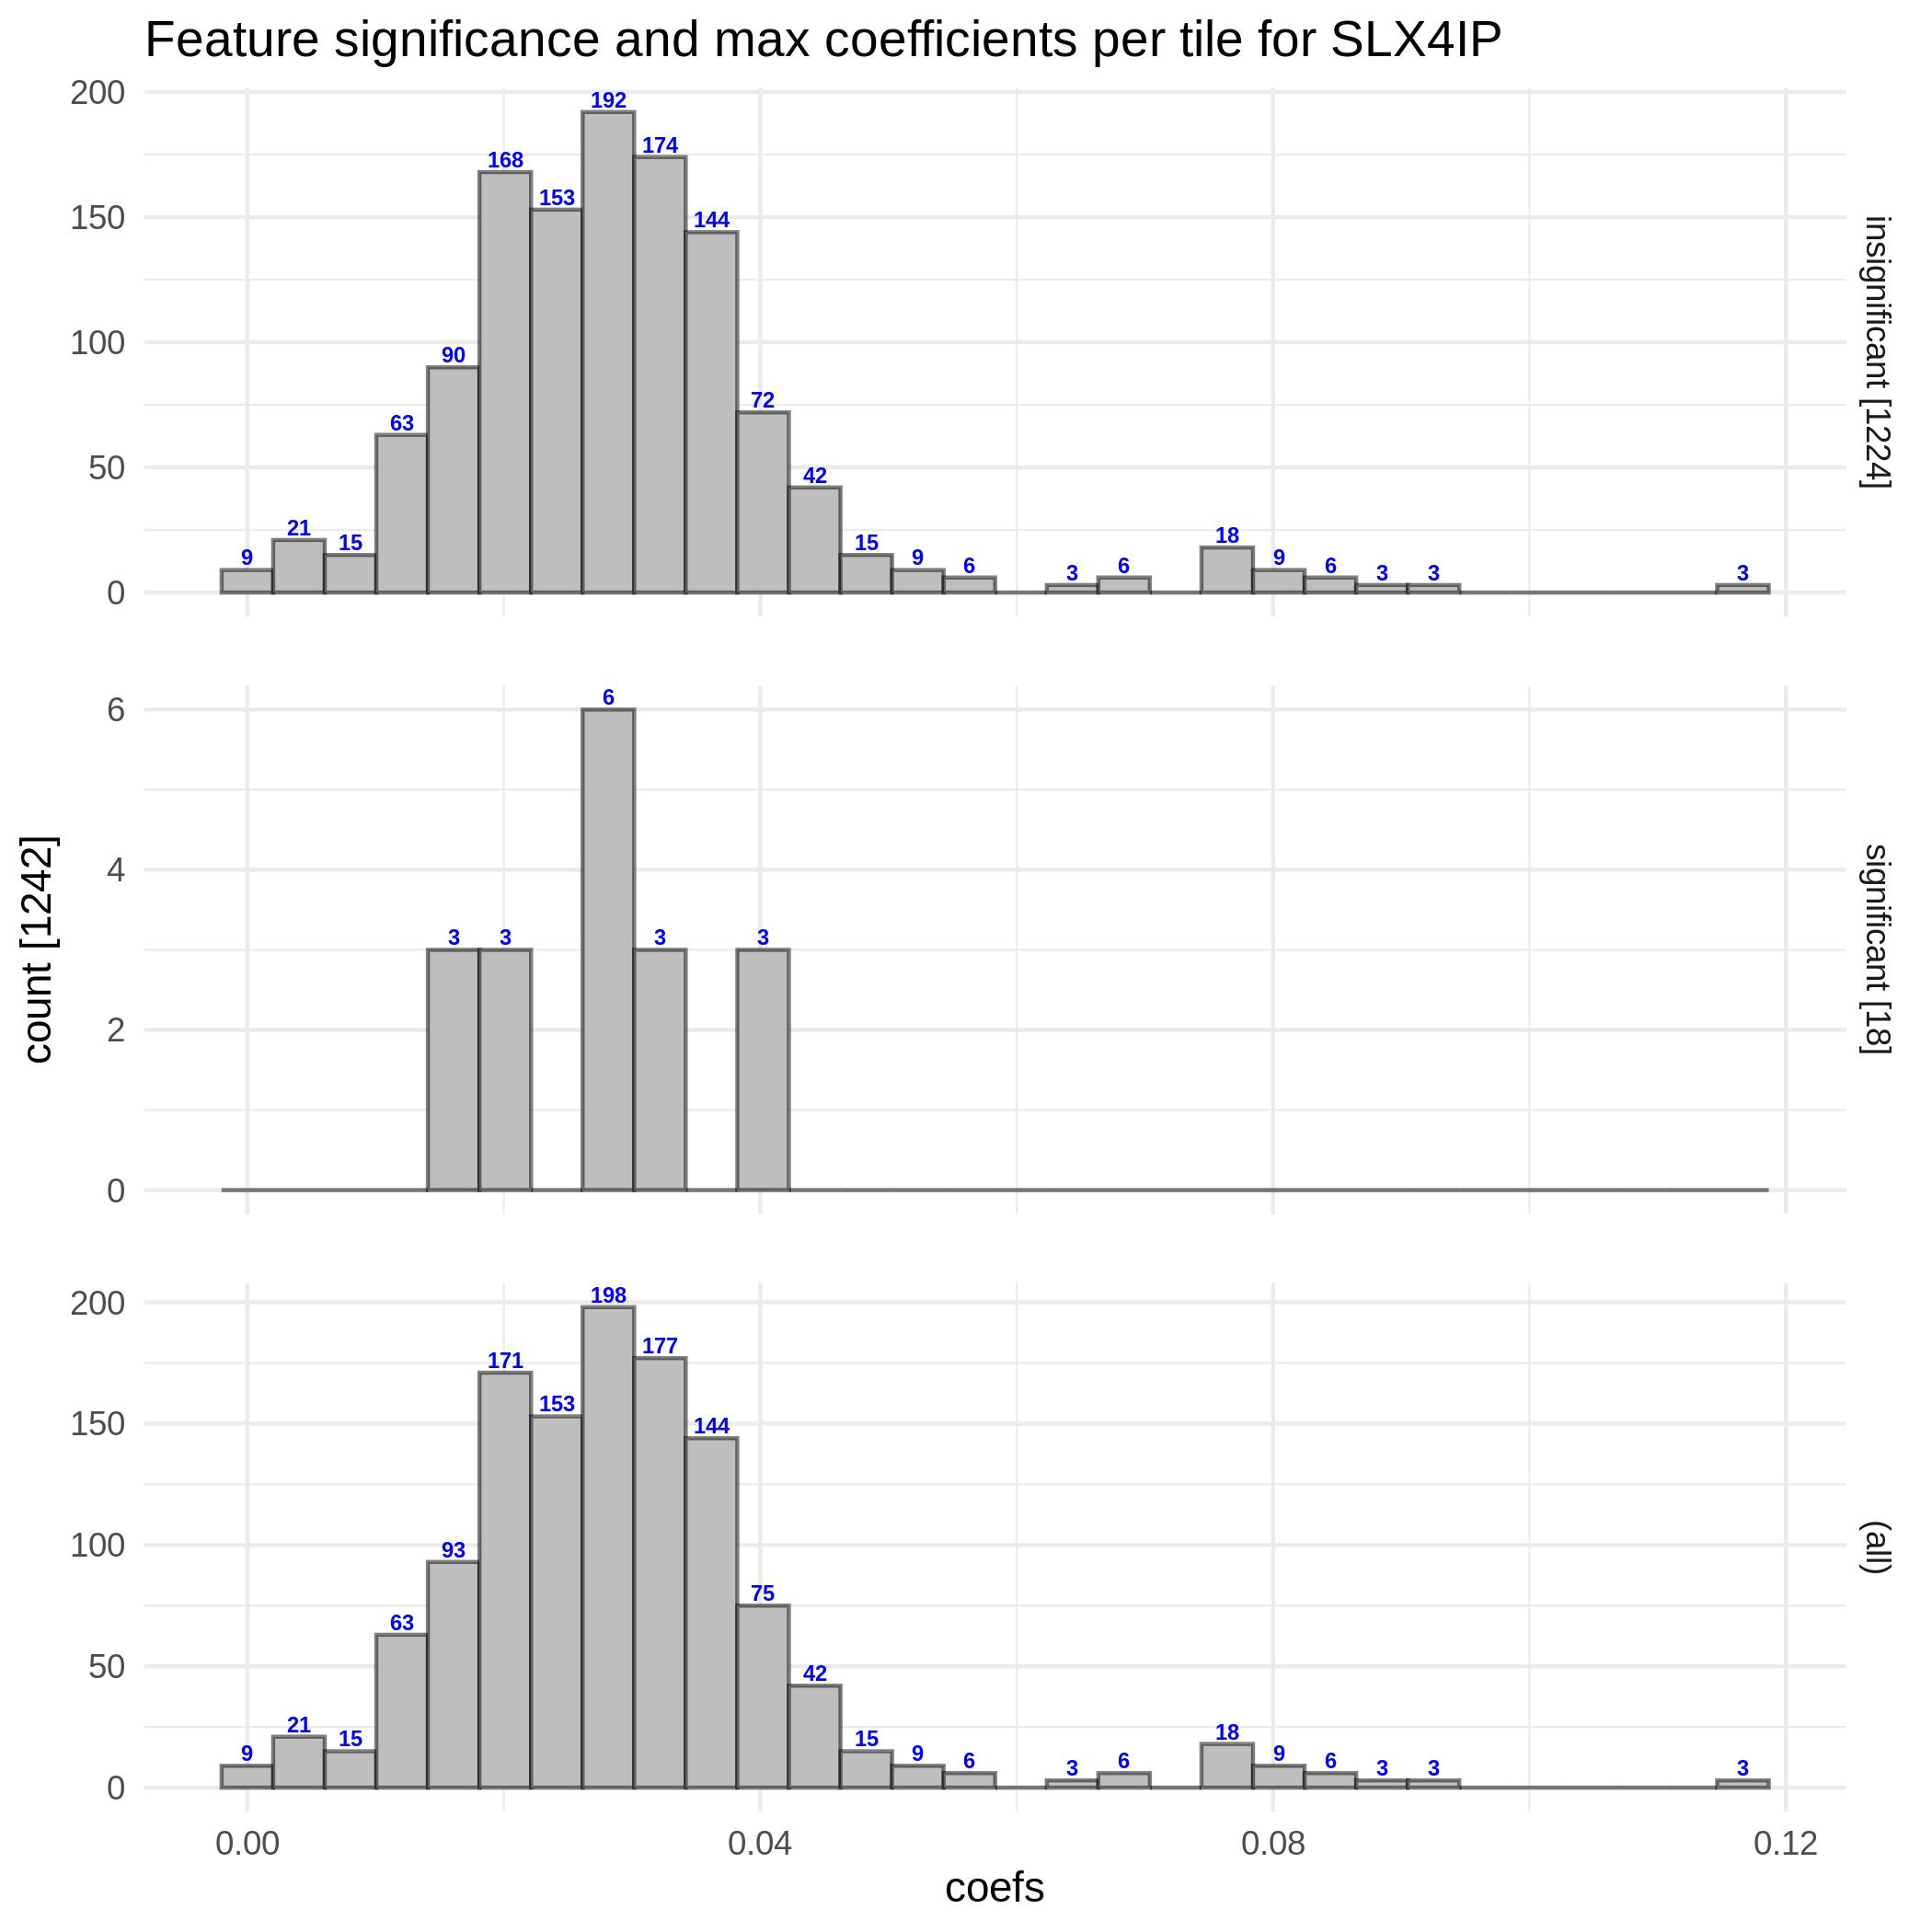 Feature significance and max coefficients per tile for SLX4IP
200
150
100
50
0
9 21 15 63 90 168 153 192 174 144 72 42 15 9 6 3 6 18 9 6 3 3 3
insignificant [1224]
count [1242]
6
4
2
0
3 3 6 3 3
significant [18]
200
150
100
50
0
9 21 15 63 93 171 153 198 177 144 75 42 15 9 6 3 6 18 9 6 3 3 3
(all)
0.00 0.04 0.08 0.12
coefs